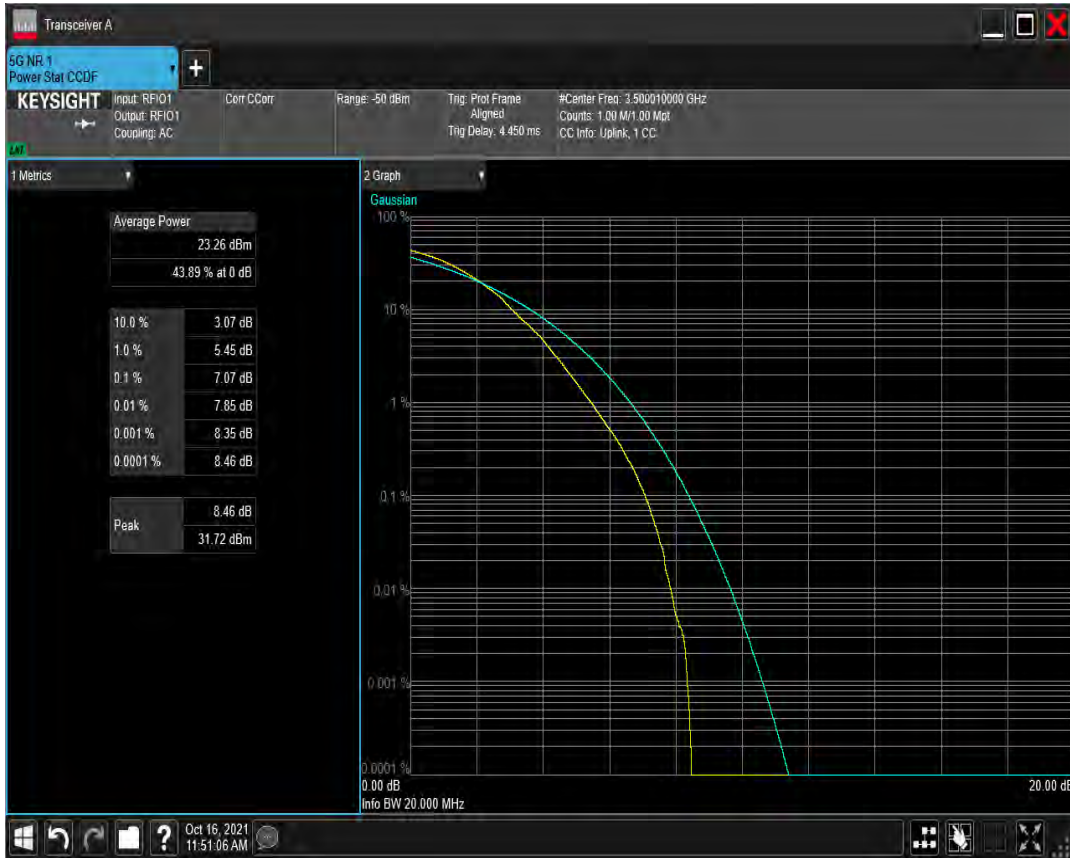 Transceiver A
5G NR 1
Power Stat CCDF
+
KEYSIGHT
Input: RFIO1
Output: RFIO1
Coupling: AC
Corr CCorr
Range: -50 dBm
Trig: Prot Frame
Aligned
Trig Delay: 4.450 ms
#Center Freq: 3.500010000 GHz
Counts: 1.00 M/1.00 Mpt
CC Info: Uplink, 1 CC
1 Metrics
Average Power
23.26 dBm
43.89 % at 0 dB
10.0 % 3.07 dB
1.0 % 5.45 dB
0.1 % 7.07 dB
0.01 % 7.85 dB
0.001 % 8.35 dB
0.0001 % 8.46 dB
Peak 8.46 dB
31.72 dBm
2 Graph
Gaussian
100 %
10 %
1 %
0.1 %
0.01 %
0.001 %
0.0001 %
0.00 dB 20.00 dB
Info BW 20.000 MHz
? Oct 16, 2021
11:51:06 AM